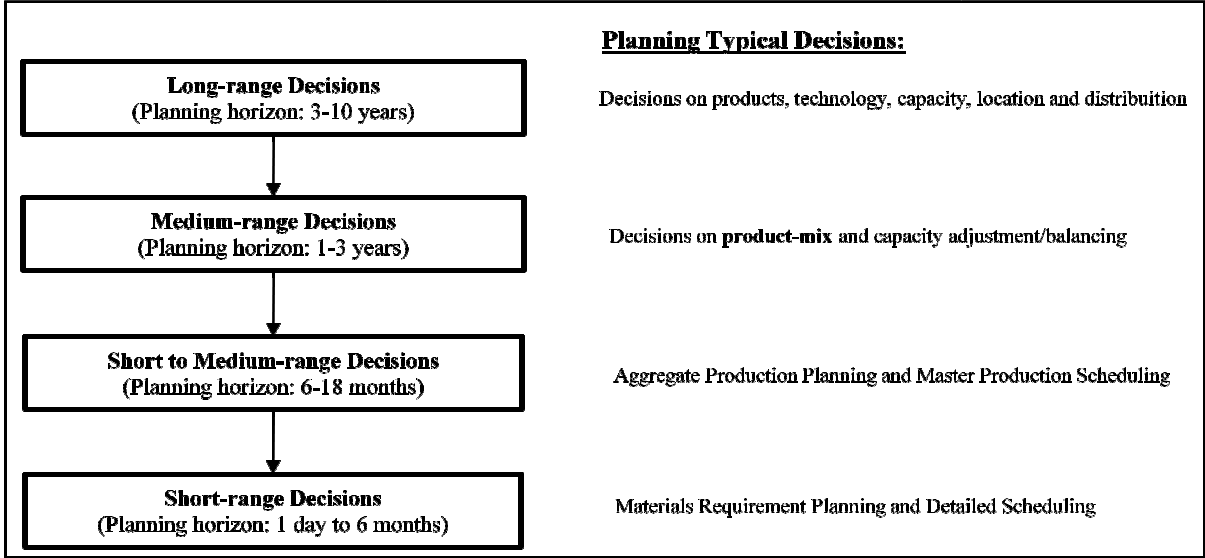 Planning Typical Decisions:
Long-range Decisions
(Planning horizon: 3-10 years)
Decisions on products, technology, capacity, location and distribuition
Medium-range Decisions
(Planning horizon: 1-3 years)
Decisions on product-mix and capacity adjustment/balancing
Short to Medium-range Decisions
(Planning horizon: 6-18 months)
Aggregate Production Planning and Master Production Scheduling
Short-range Decisions
(Planning horizon: 1 day to 6 months)
Materials Requirement Planning and Detailed Scheduling